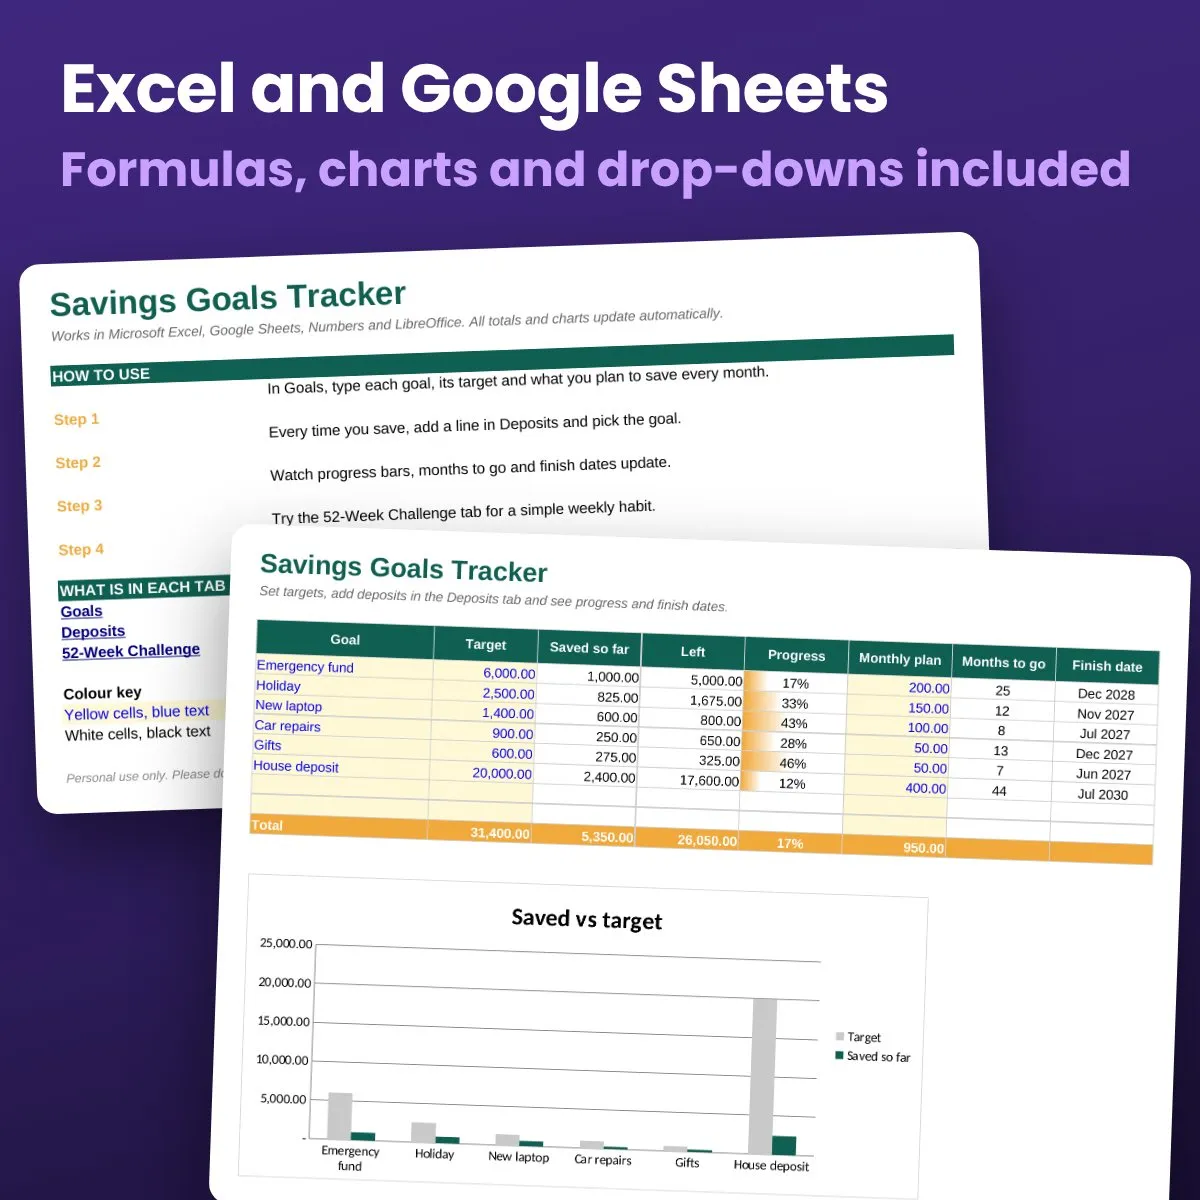 Excel and Google Sheets
Formulas, charts and drop-downs included
Savings Goals Tracker
Works in Microsoft Excel, Google Sheets, Numbers and LibreOffice. All totals and charts update automatically.
HOW TO USE
In Goals, type each goal, its target and what you plan to save every month.
Step 1
Every time you save, add a line in Deposits and pick the goal.
Step 2
Watch progress bars, months to go and finish dates update.
Step 3
Try the 52-Week Challenge tab for a simple weekly habit.
Step 4
WHAT IS IN EACH TAB
Goals
Deposits
52-Week Challenge
Colour key
Yellow cells, blue text
White cells, black text
Personal use only. Please
Savings Goals Tracker
Set targets, add deposits in the Deposits tab and see progress and finish dates.
Goal Target Saved so far Left Progress Monthly plan Months to go Finish date
Emergency fund 6,000.00 1,000.00 5,000.00 17% 200.00 25 Dec 2028
Holiday 2,500.00 825.00 1,675.00 33% 150.00 12 Nov 2027
New laptop 1,400.00 600.00 800.00 43% 100.00 8 Jul 2027
Car repairs 900.00 250.00 650.00 28% 50.00 13 Dec 2027
Gifts 600.00 275.00 325.00 46% 50.00 7 Jun 2027
House deposit 20,000.00 2,400.00 17,600.00 12% 400.00 44 Jul 2030
Total 31,400.00 5,350.00 26,050.00 17% 950.00
Saved vs target
25,000.00
20,000.00
15,000.00
10,000.00
5,000.00
-
Target
Saved so far
Emergency fund Holiday New laptop Car repairs Gifts House deposit